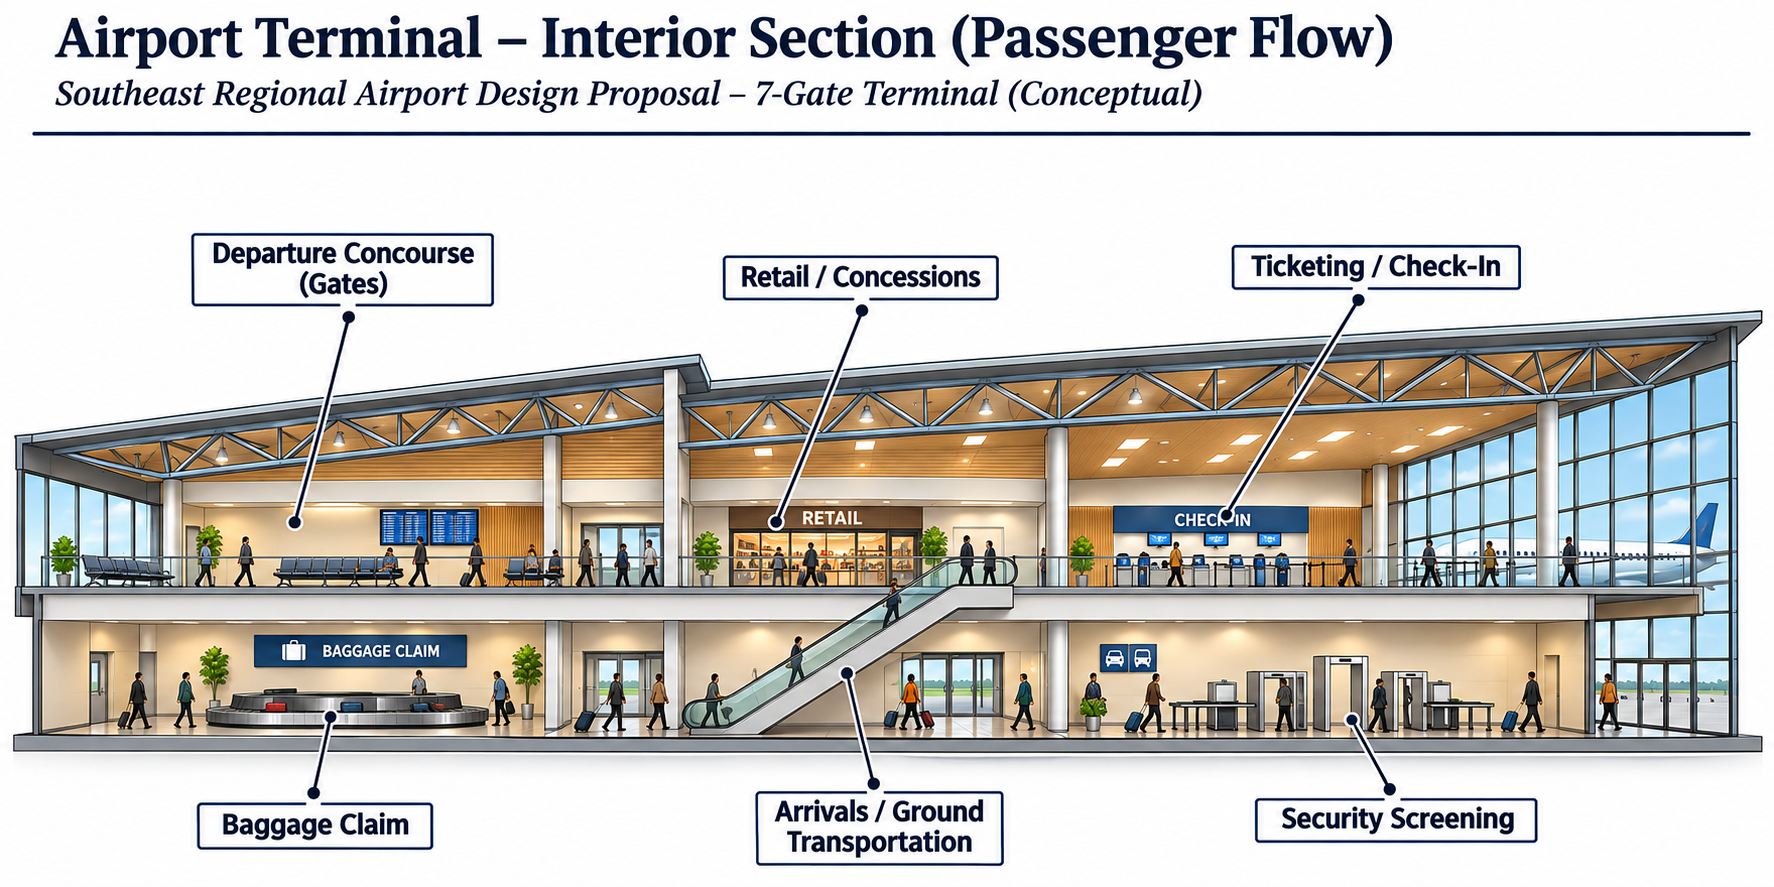 Airport Terminal – Interior Section (Passenger Flow)
Southeast Regional Airport Design Proposal – 7-Gate Terminal (Conceptual)
Departure Concourse
(Gates)
Retail / Concessions
Ticketing / Check-In
RETAIL
CHECK-IN
BAGGAGE CLAIM
Baggage Claim
Arrivals / Ground
Transportation
Security Screening